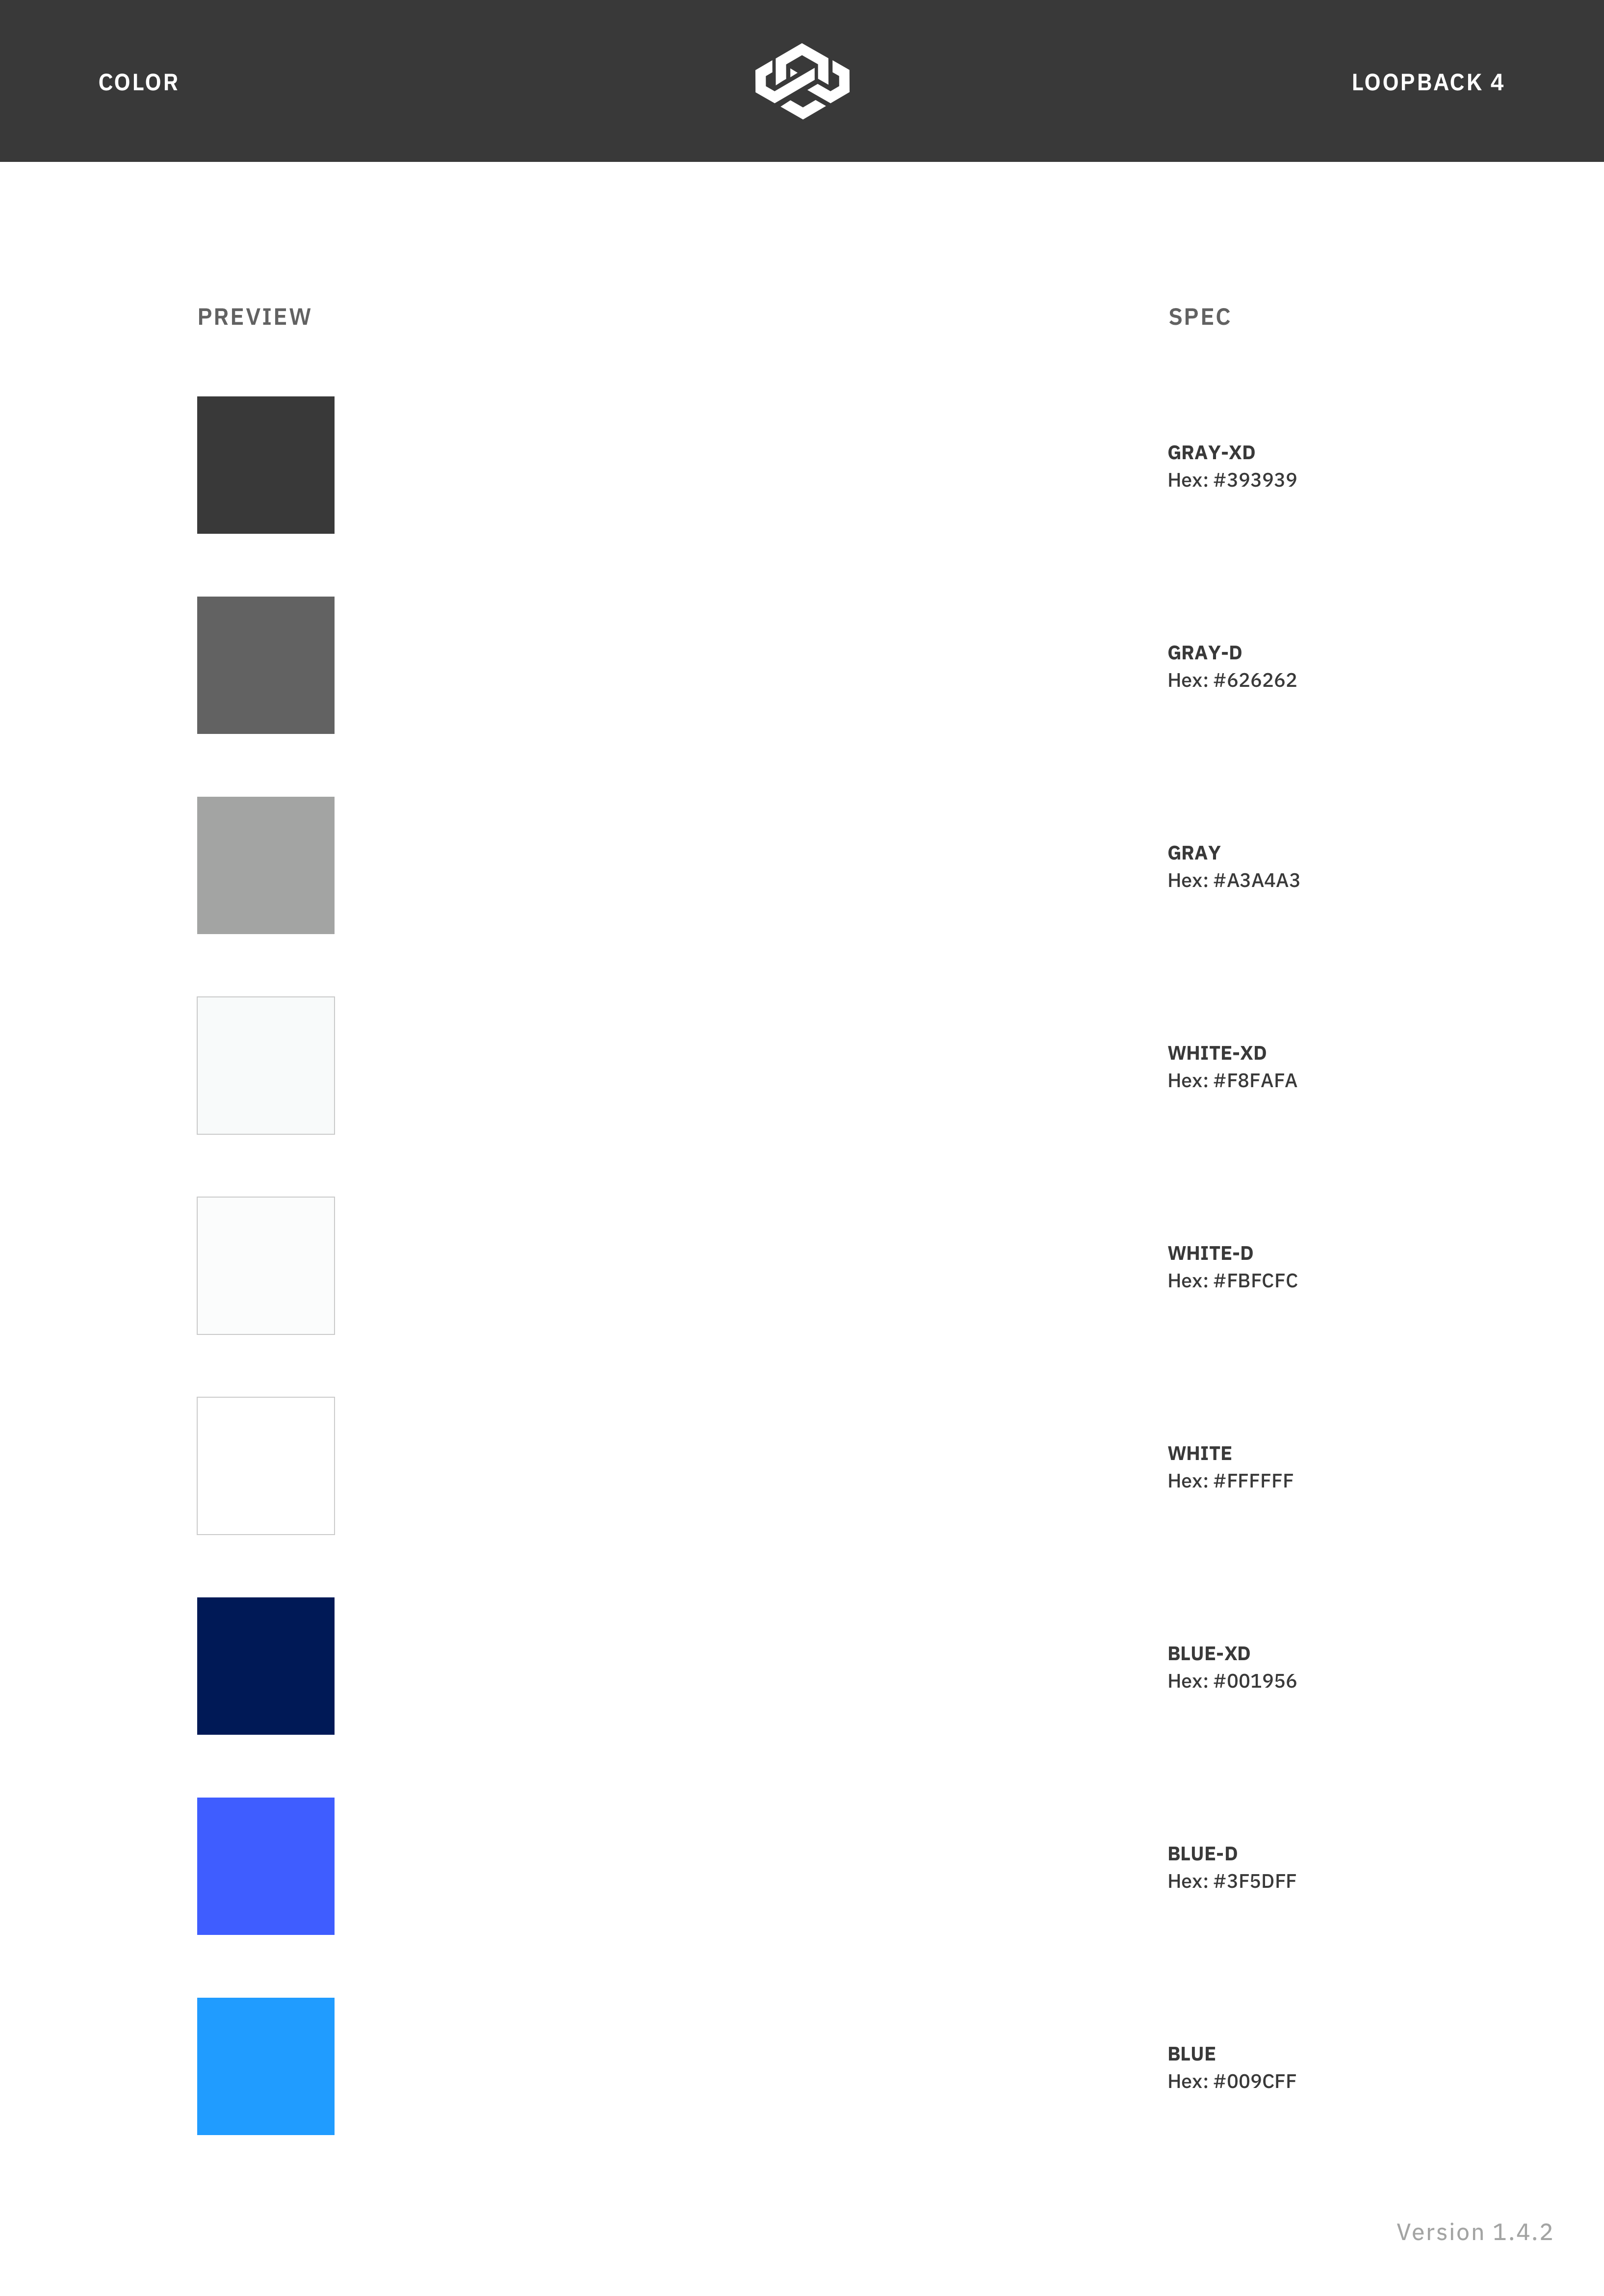 COLOR
LOOPBACK 4
PREVIEW
SPEC
GRAY-XD
Hex: #393939
GRAY-D
Hex: #626262
GRAY
Hex: #A3A4A3
WHITE-XD
Hex: #F8FAFA
WHITE-D
Hex: #FBFCFC
WHITE
Hex: #FFFFFF
BLUE-XD
Hex: #001956
BLUE-D
Hex: #3F5DFF
BLUE
Hex: #009CFF
Version 1.4.2